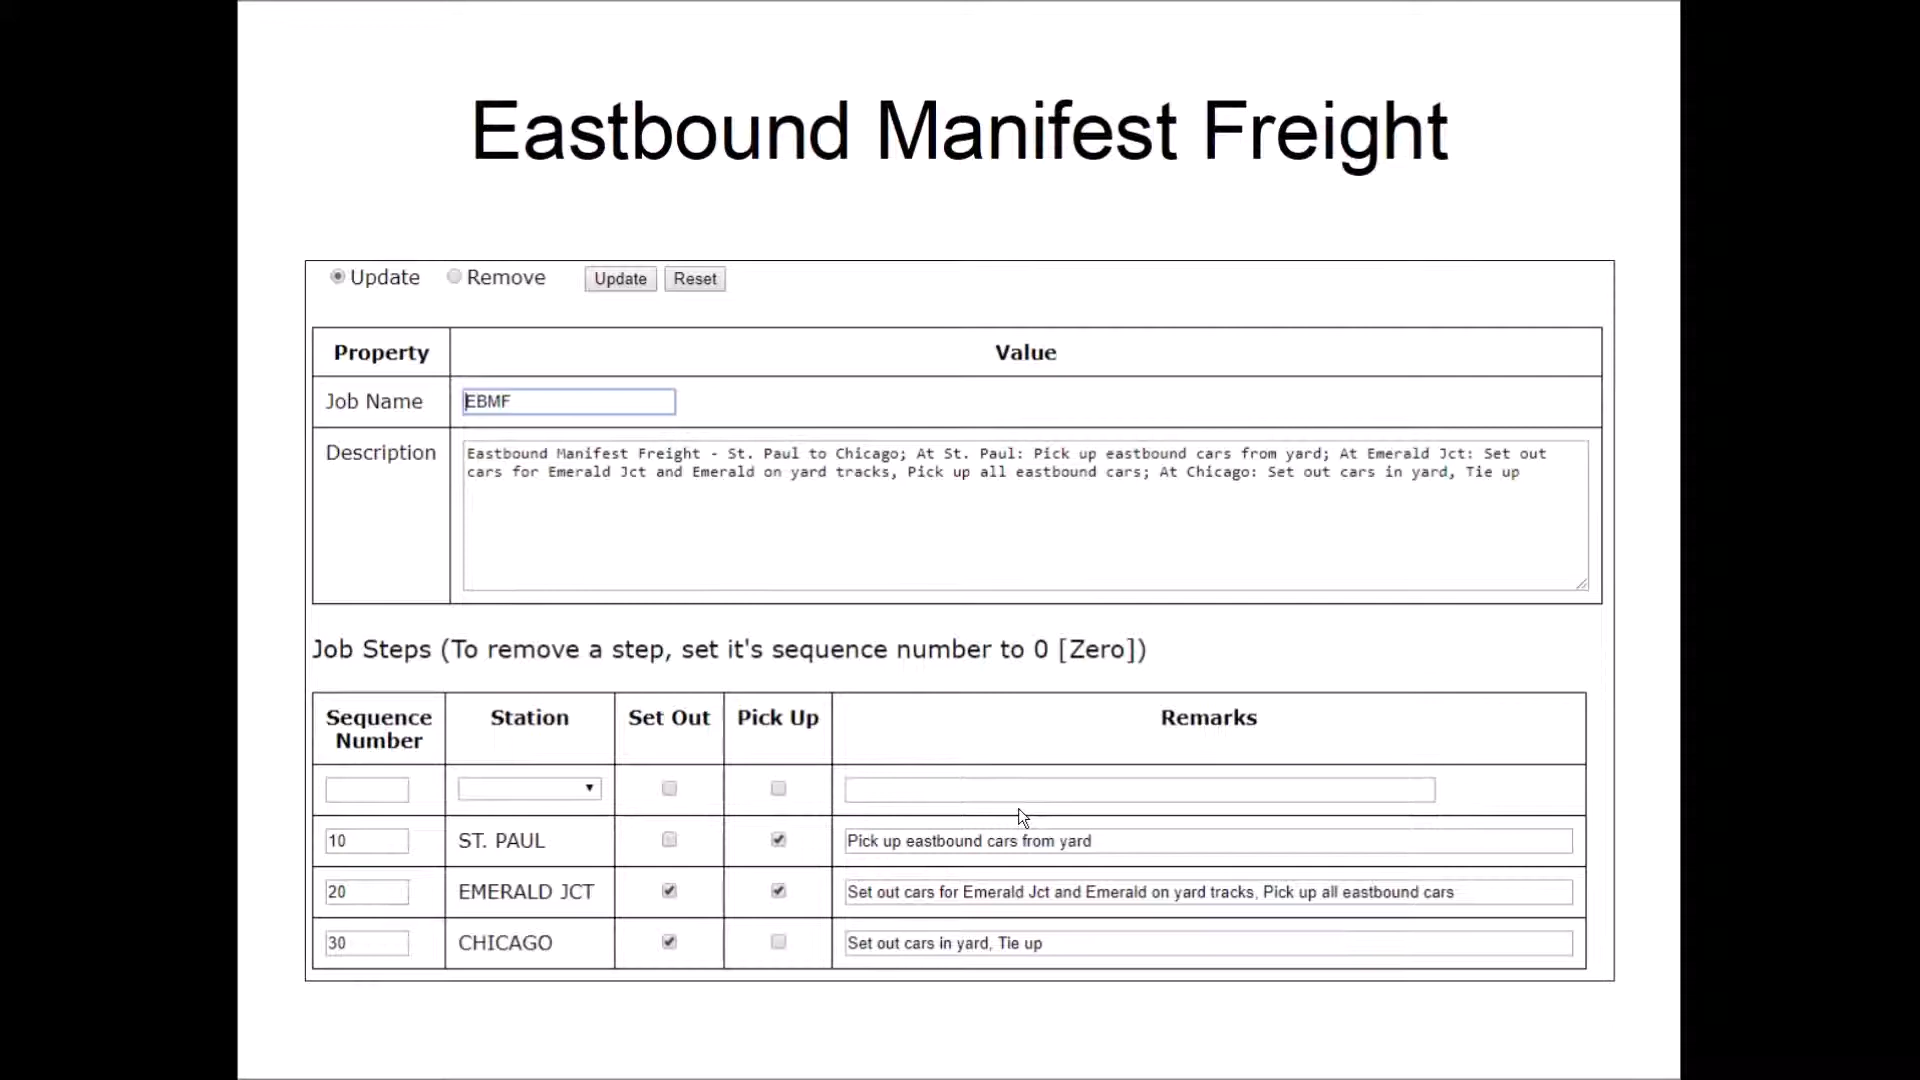 Eastbound Manifest Freight
Update Remove Update Reset
Property Value
Job Name EBMF
Description Eastbound Manifest Freight - St. Paul to Chicago; At St. Paul: Pick up eastbound cars from yard; At Emerald Jct: Set out
cars for Emerald Jct and Emerald on yard tracks, Pick up all eastbound cars; At Chicago: Set out cars in yard, Tie up
Job Steps (To remove a step, set it's sequence number to 0 [Zero])
Sequence Number Station Set Out Pick Up Remarks
10 ST. PAUL Pick up eastbound cars from yard
20 EMERALD JCT Set out cars for Emerald Jct and Emerald on yard tracks, Pick up all eastbound cars
30 CHICAGO Set out cars in yard, Tie up